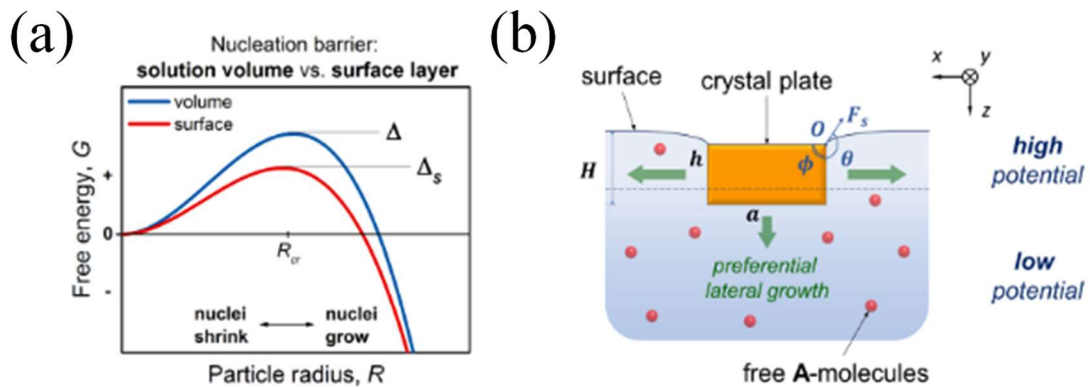 (a)
Nucleation barrier:
solution volume vs. surface layer
volume
surface
Δ
Δs
Free energy, G
+
0
-
Rcr
nuclei shrink
nuclei grow
Particle radius, R
(b)
surface
crystal plate
x
y
z
O
Fs
h
ϕ
θ
H
a
high
potential
preferential
lateral growth
low
potential
free A-molecules